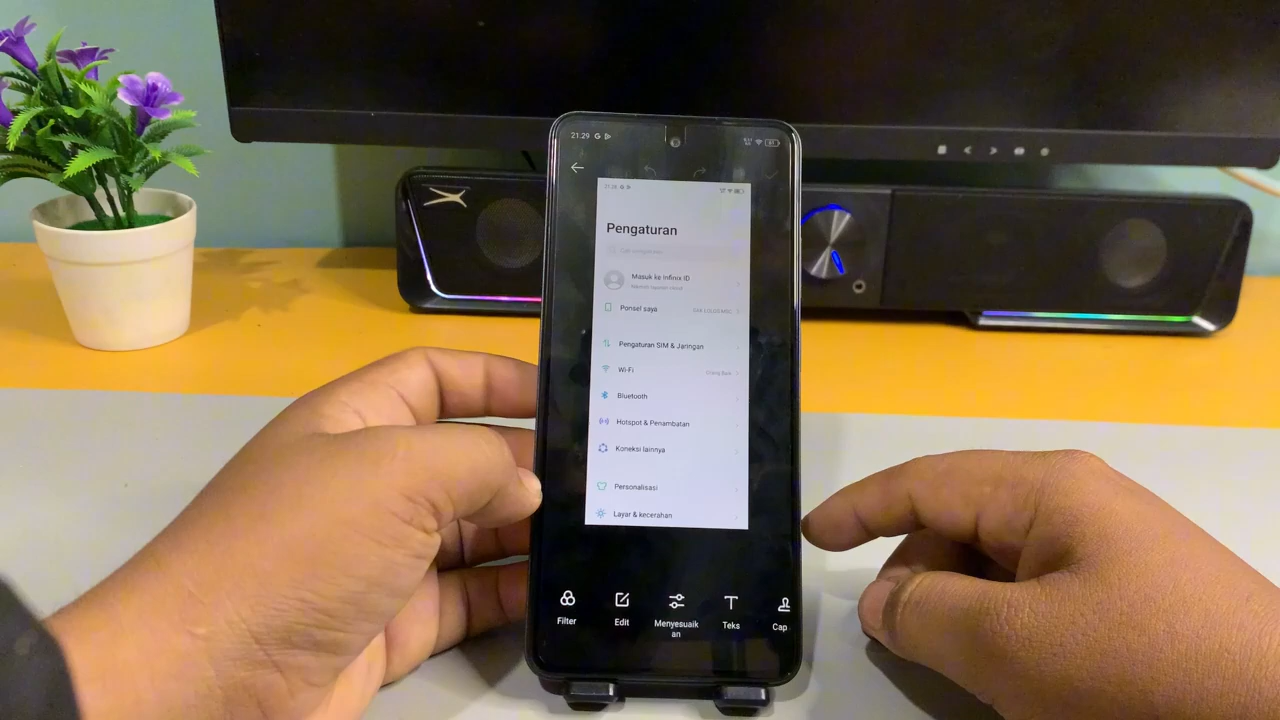 21.29 G
Pengaturan
Masuk ke Infinix ID
Ponsel saya
Pengaturan SIM & Jaringan
Wi-Fi
Bluetooth
Hotspot & Penambatan
Koneksi lainnya
Personalisasi
Layar & kecerahan
Filter
Edit
Menyesuaik
an
Teks
Cap